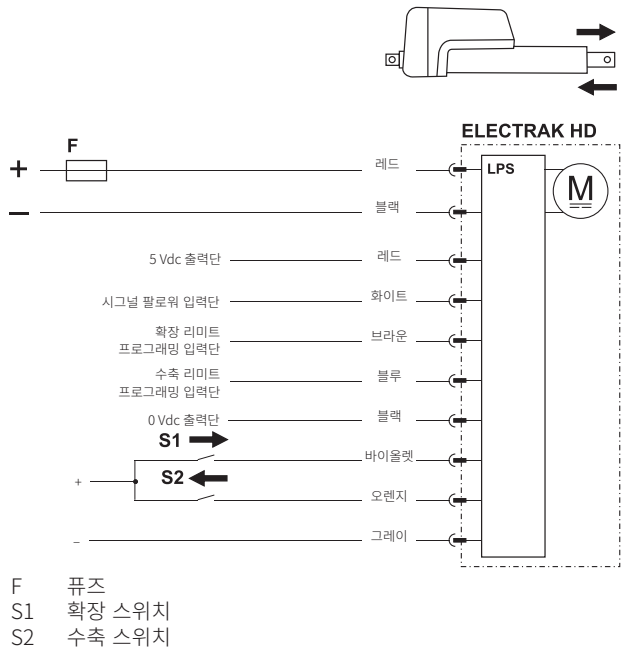 ELECTRAK HD
F
+
레드
LPS
M
−
블랙
5 Vdc 출력단
레드
시그널 팔로워 입력단
화이트
확장 리미트
프로그래밍 입력단
브라운
수축 리미트
프로그래밍 입력단
블루
0 Vdc 출력단
블랙
S1
바이올렛
S2
+
오렌지
−
그레이
F 퓨즈
S1 확장 스위치
S2 수축 스위치